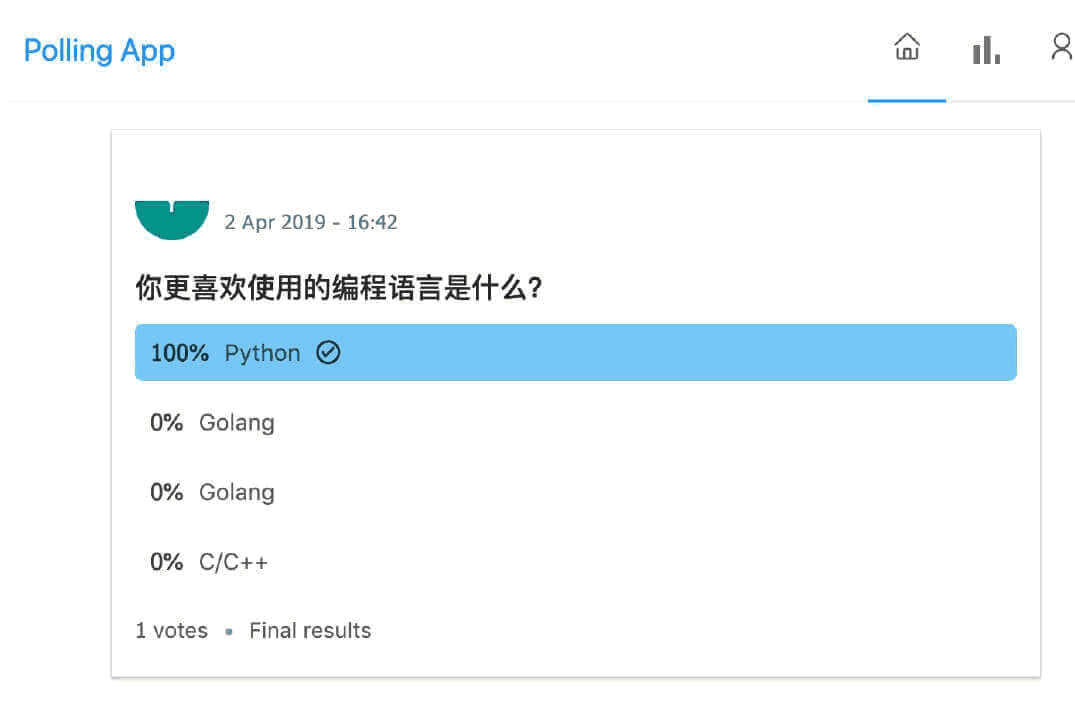 Polling App
2 Apr 2019 - 16:42
你更喜欢使用的编程语言是什么?
100% Python
0% Golang
0% Golang
0% C/C++
1 votes ▪ Final results